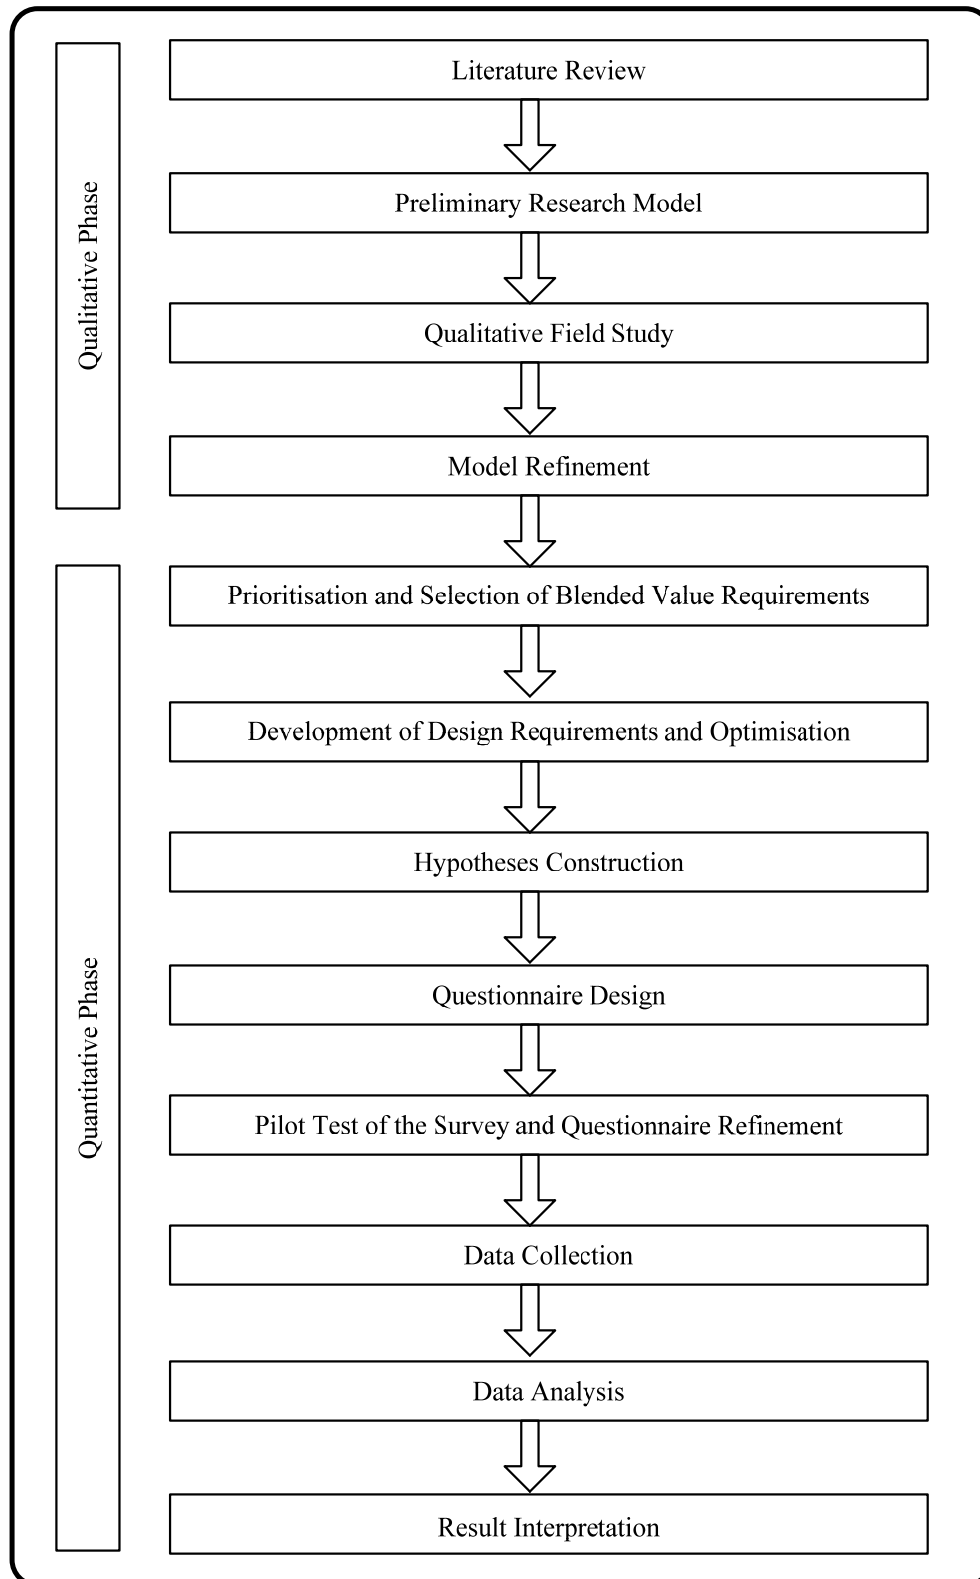 Qualitative Phase
Literature Review
Preliminary Research Model
Qualitative Field Study
Model Refinement
Quantitative Phase
Prioritisation and Selection of Blended Value Requirements
Development of Design Requirements and Optimisation
Hypotheses Construction
Questionnaire Design
Pilot Test of the Survey and Questionnaire Refinement
Data Collection
Data Analysis
Result Interpretation